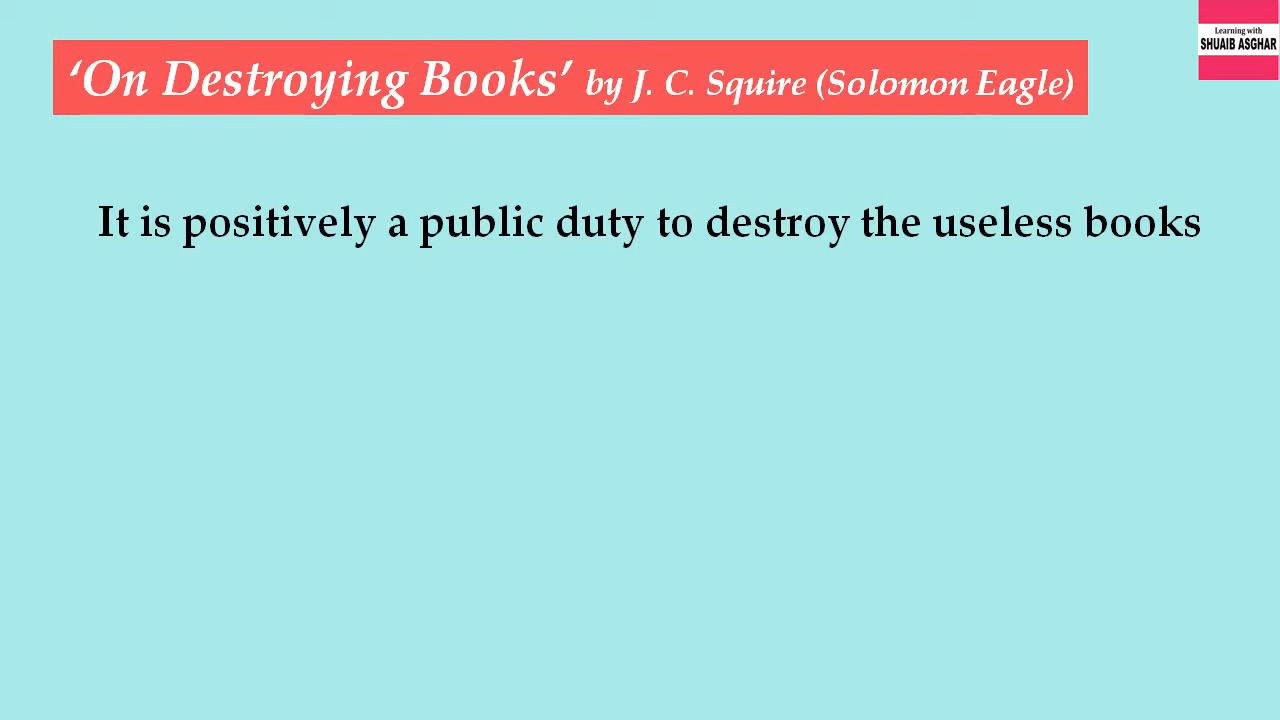 Learning with
SHUAIB ASGHAR
‘On Destroying Books’ by J. C. Squire (Solomon Eagle)
It is positively a public duty to destroy the useless books